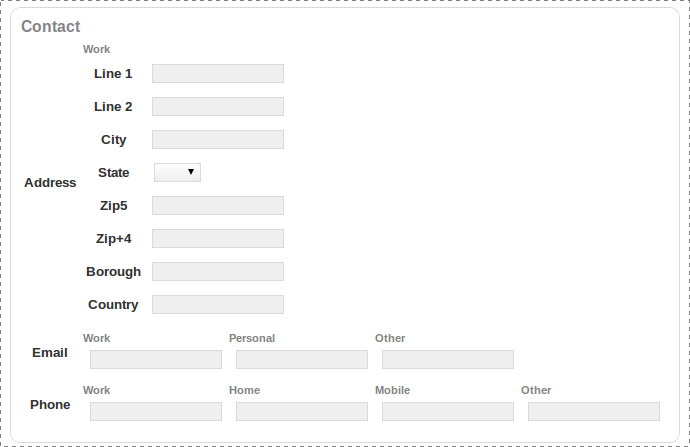 Contact
Work
Line 1
Line 2
City
State
Address
Zip5
Zip+4
Borough
Country
Work Personal Other
Email
Work Home Mobile Other
Phone